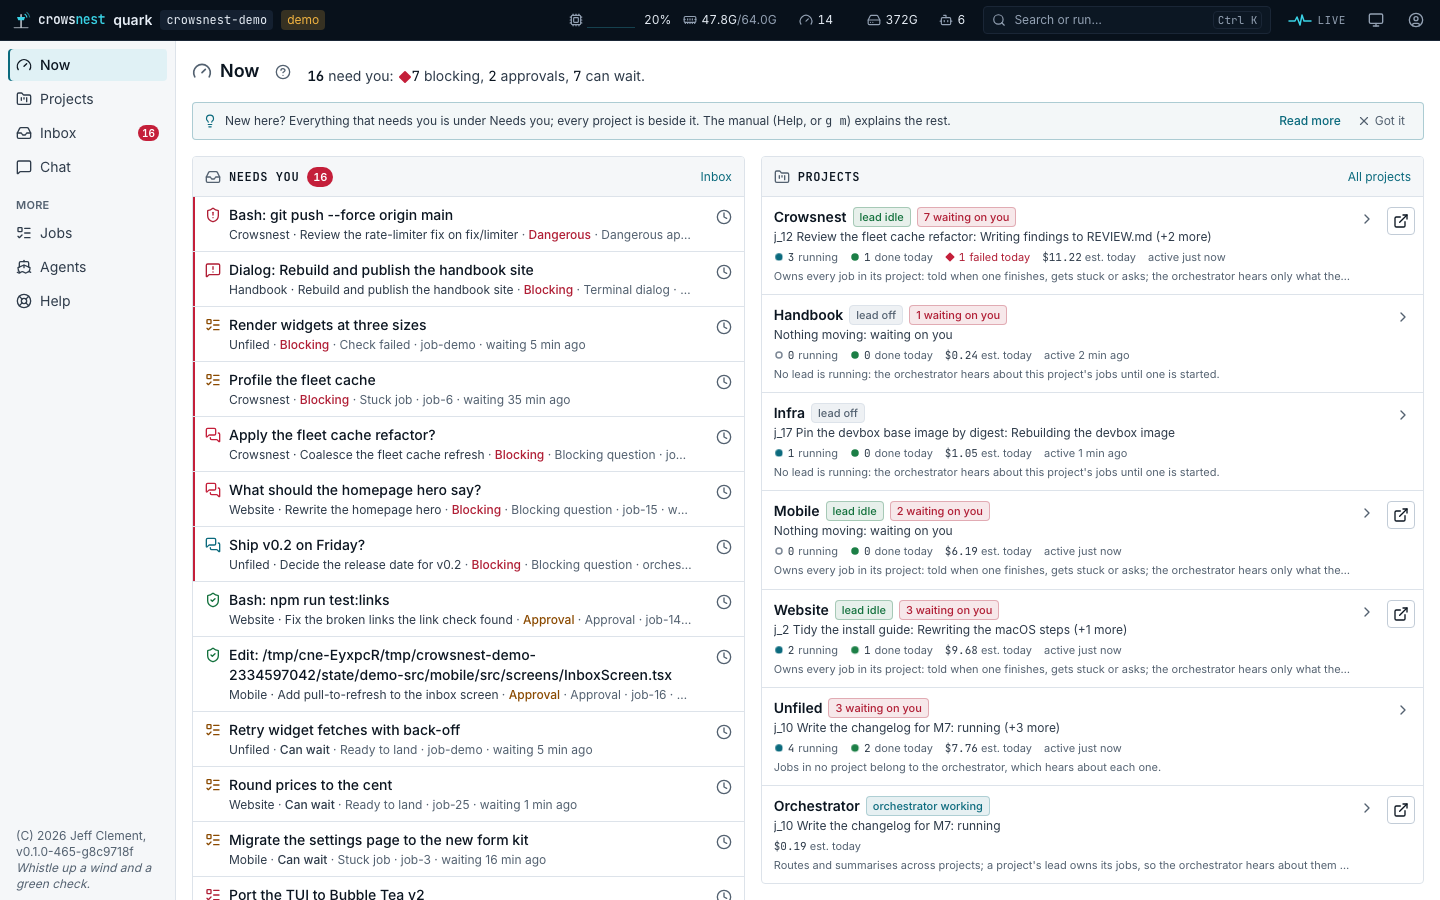 crowsnest quark crowsnest-demo demo 20% 47.8G/64.0G 14 372G 6 Search or run... Ctrl K LIVE
Now
Projects
Inbox 16
Chat
MORE
Jobs
Agents
Help
(C) 2026 Jeff Clement,
v0.1.0-465-g8c9718f
Whistle up a wind and a
green check.
Now 16 need you: 7 blocking, 2 approvals, 7 can wait.
New here? Everything that needs you is under Needs you; every project is beside it. The manual (Help, or g m) explains the rest. Read more Got it
NEEDS YOU 16 Inbox
Bash: git push --force origin main
Crowsnest · Review the rate-limiter fix on fix/limiter · Dangerous · Dangerous ap...
Dialog: Rebuild and publish the handbook site
Handbook · Rebuild and publish the handbook site · Blocking · Terminal dialog · ...
Render widgets at three sizes
Unfiled · Blocking · Check failed · job-demo · waiting 5 min ago
Profile the fleet cache
Crowsnest · Blocking · Stuck job · job-6 · waiting 35 min ago
Apply the fleet cache refactor?
Crowsnest · Coalesce the fleet cache refresh · Blocking · Blocking question · jo...
What should the homepage hero say?
Website · Rewrite the homepage hero · Blocking · Blocking question · job-15 · w...
Ship v0.2 on Friday?
Unfiled · Decide the release date for v0.2 · Blocking · Blocking question · orches...
Bash: npm run test:links
Website · Fix the broken links the link check found · Approval · Approval · job-14...
Edit: /tmp/cne-EyxpcR/tmp/crowsnest-demo-
2334597042/state/demo-src/mobile/src/screens/InboxScreen.tsx
Mobile · Add pull-to-refresh to the inbox screen · Approval · Approval · job-16 · ...
Retry widget fetches with back-off
Unfiled · Can wait · Ready to land · job-demo · waiting 5 min ago
Round prices to the cent
Website · Can wait · Ready to land · job-25 · waiting 1 min ago
Migrate the settings page to the new form kit
Mobile · Can wait · Stuck job · job-3 · waiting 16 min ago
Port the TUI to Bubble Tea v2
PROJECTS All projects
Crowsnest lead idle 7 waiting on you
j_12 Review the fleet cache refactor: Writing findings to REVIEW.md (+2 more)
3 running 1 done today 1 failed today $11.22 est. today active just now
Owns every job in its project: told when one finishes, gets stuck or asks; the orchestrator hears only what the...
Handbook lead off 1 waiting on you
Nothing moving: waiting on you
0 running 0 done today $0.24 est. today active 2 min ago
No lead is running: the orchestrator hears about this project's jobs until one is started.
Infra lead off
j_17 Pin the devbox base image by digest: Rebuilding the devbox image
1 running 0 done today $1.05 est. today active 1 min ago
No lead is running: the orchestrator hears about this project's jobs until one is started.
Mobile lead idle 2 waiting on you
Nothing moving: waiting on you
0 running 0 done today $6.19 est. today active just now
Owns every job in its project: told when one finishes, gets stuck or asks; the orchestrator hears only what the...
Website lead idle 3 waiting on you
j_2 Tidy the install guide: Rewriting the macOS steps (+1 more)
2 running 1 done today $9.68 est. today active just now
Owns every job in its project: told when one finishes, gets stuck or asks; the orchestrator hears only what the...
Unfiled 3 waiting on you
j_10 Write the changelog for M7: running (+3 more)
4 running 2 done today $7.76 est. today active just now
Jobs in no project belong to the orchestrator, which hears about each one.
Orchestrator orchestrator working
j_10 Write the changelog for M7: running
$0.19 est. today
Routes and summarises across projects; a project's lead owns its jobs, so the orchestrator hears about them ...